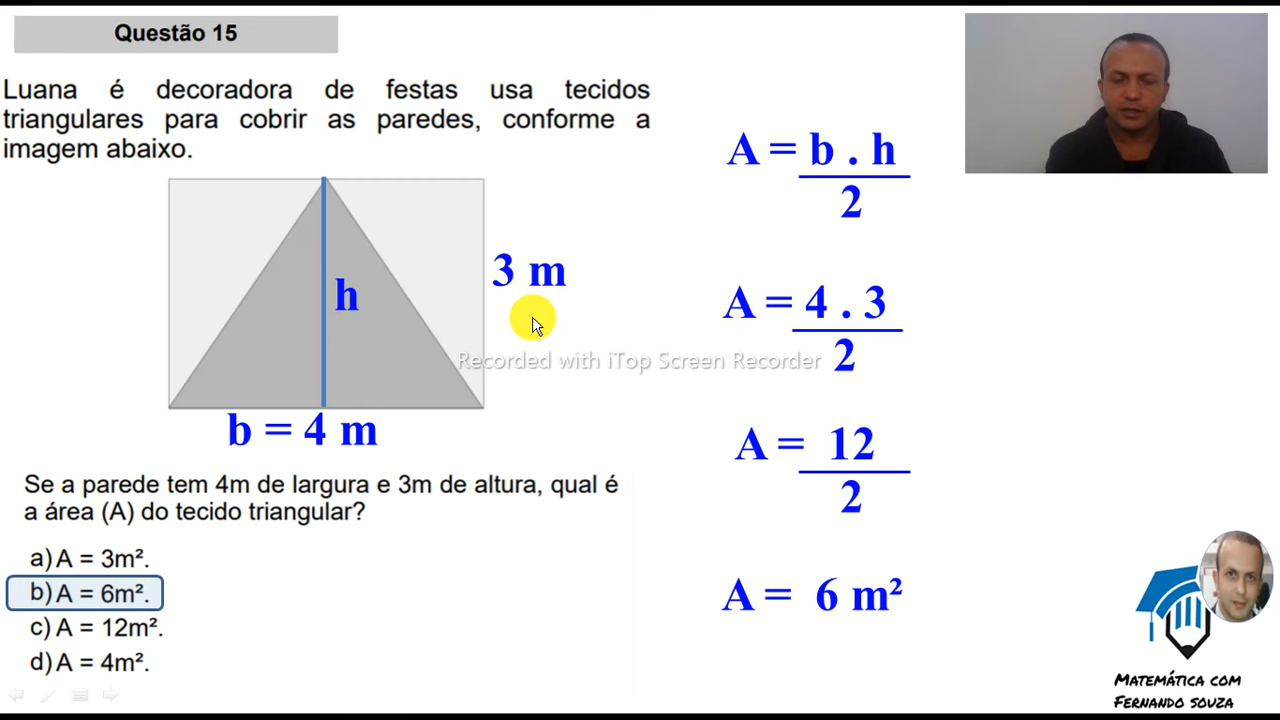 Questão 15
Luana é decoradora de festas usa tecidos
triangulares para cobrir as paredes, conforme a
imagem abaixo.
h
3 m
b = 4 m
Se a parede tem 4m de largura e 3m de altura, qual é
a área (A) do tecido triangular?
a) A = 3m².
b) A = 6m².
c) A = 12m².
d) A = 4m².
A = b . h
2
A = 4 . 3
2
A = 12
2
A = 6 m²
Recorded with iTop Screen Recorder
Matemática com
Fernando Souza